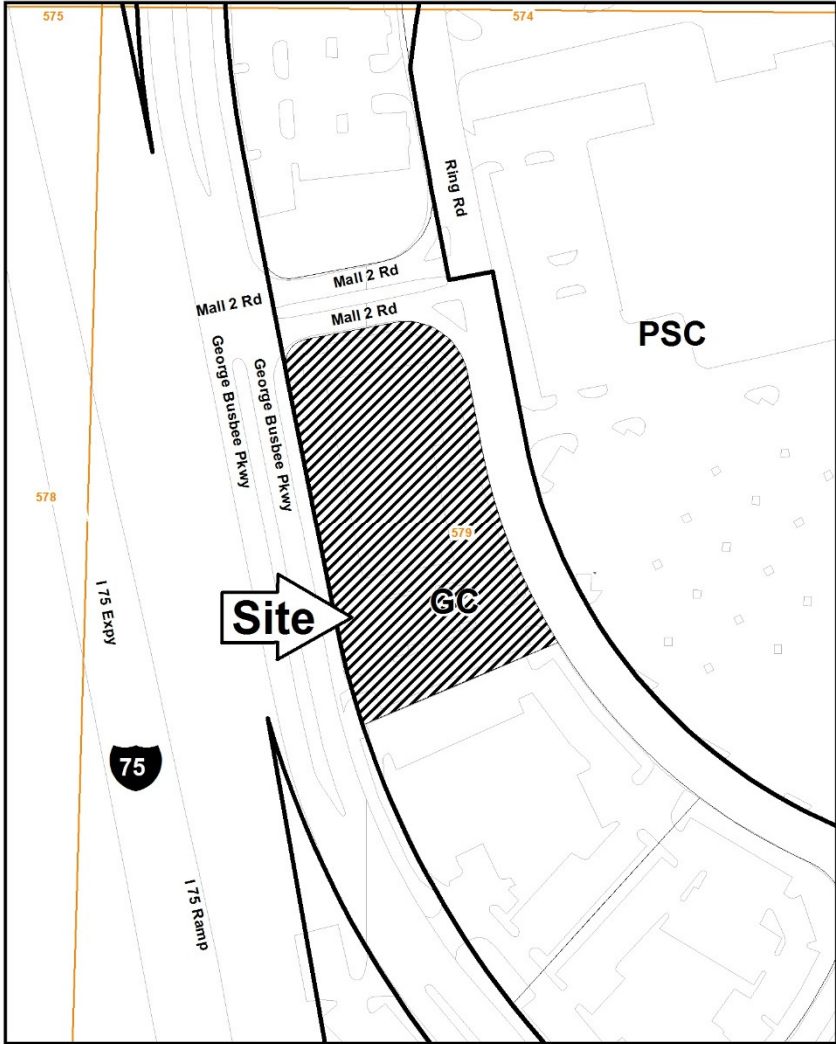 575
574
Ring Rd
Mall 2 Rd
Mall 2 Rd
Mall 2 Rd
PSC
George Busbee Pkwy
George Busbee Pkwy
578
579
GC
Site
I 75 Expy
75
I 75 Ramp